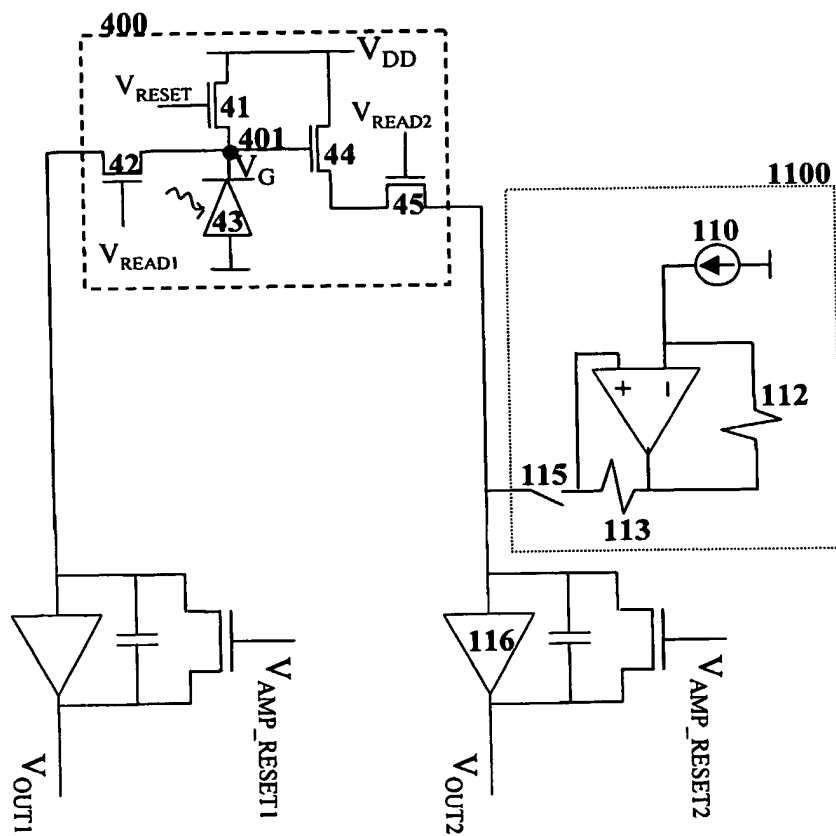 400
V_DD
V_RESET
41
V_READ2
401
42
44
V_G
43
45
V_READ1
1100
110
+
−
112
115
113
116
V_AMP_RESET1
V_AMP_RESET2
V_OUT1
V_OUT2